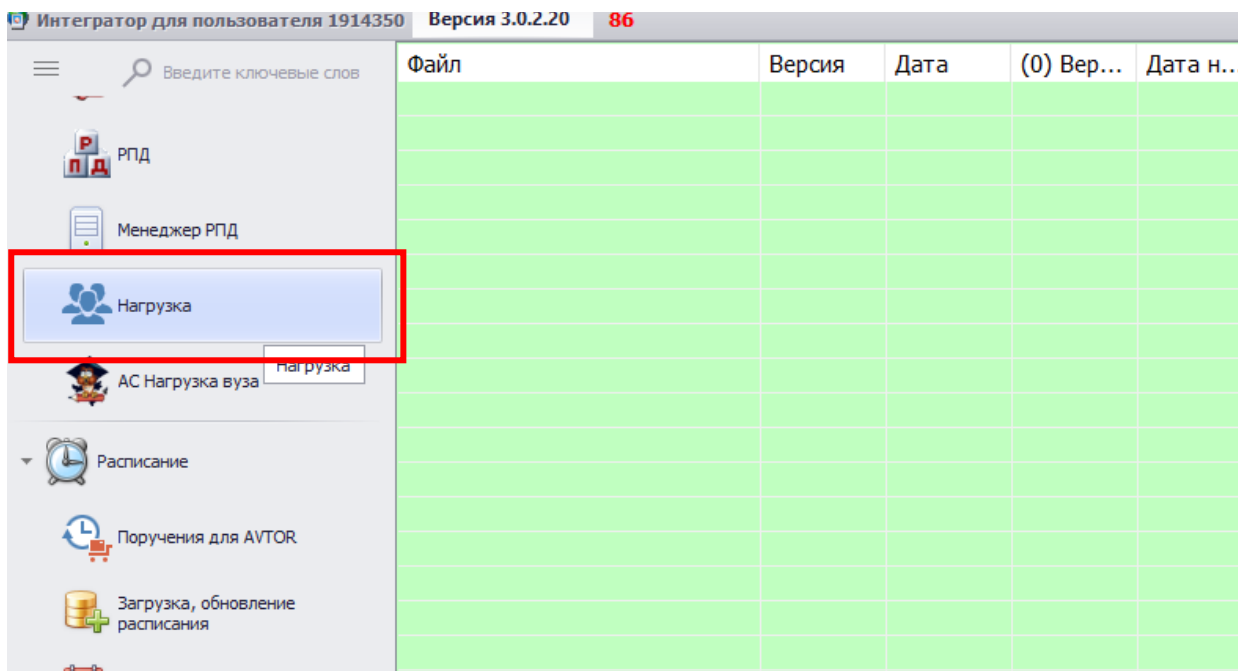 Интегратор для пользователя 1914350 Версия 3.0.2.20 86
Введите ключевые слов
Файл Версия Дата (0) Вер... Дата н...
РПД
РПД
Менеджер РПД
Нагрузка
Нагрузка
АС Нагрузка вуза
Расписание
Поручения для AVTOR
Загрузка, обновление
расписания